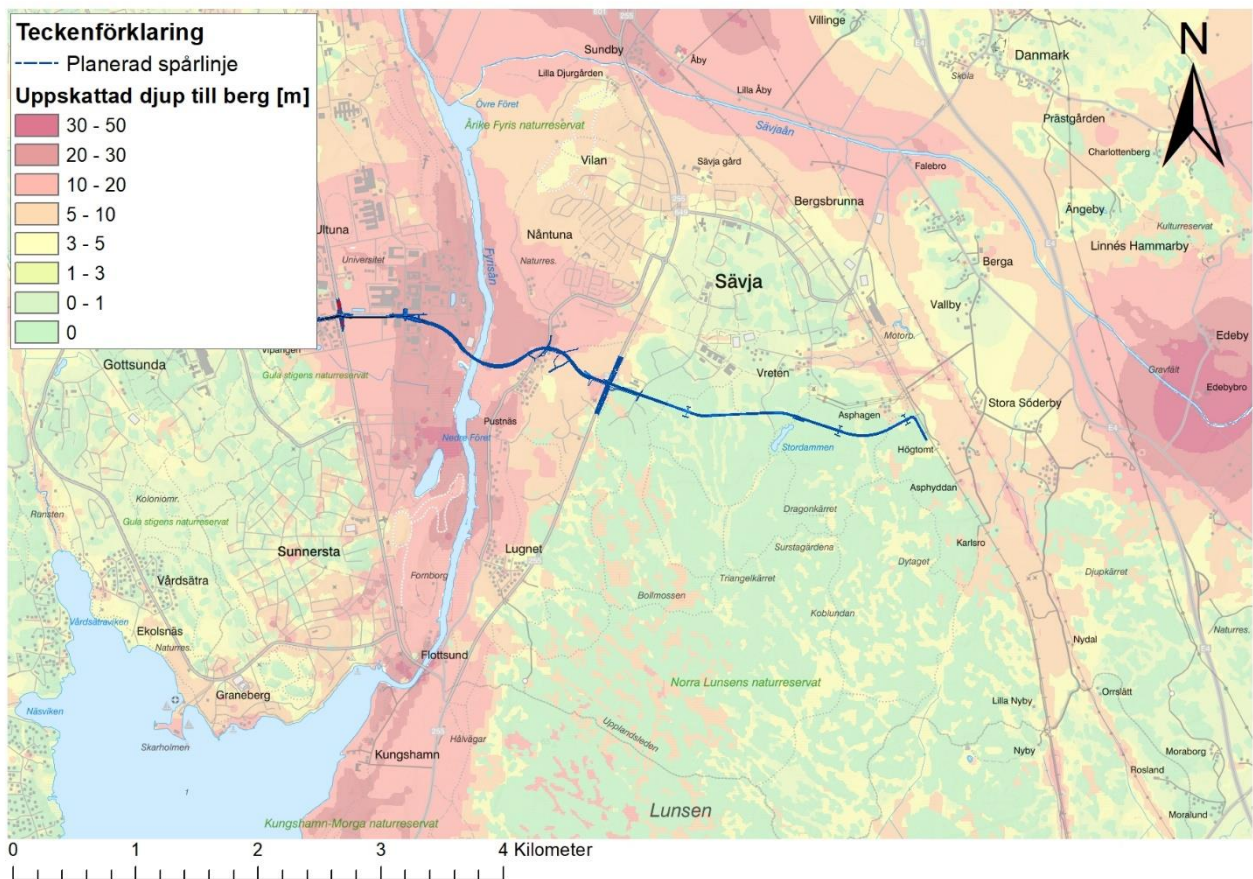 Teckenförklaring
Planerad spårlinje
Uppskattad djup till berg [m]
30 - 50
20 - 30
10 - 20
5 - 10
3 - 5
1 - 3
0 - 1
0
N
Villinge
Sundby
Danmark
Skola
Åby
Lilla Djurgården
Lilla Åby
Övre Föret
Årike Fyris naturreservat
Sävjaån
Prästgården
Charlottenberg
Vilan
Sävja gård
Falebro
Bergsbrunna
Ängeby
Kulturreservat
Ultuna
Nåntuna
Linnés Hammarby
Universitet
Fyrisån
Naturres.
Berga
Sävja
Vallby
Edeby
Motorb.
Gottsunda
Vipängen
Gula stigens naturreservat
Gravfält
Edebybro
Vreten
Stora Söderby
Pustnäs
Asphagen
Nedre Föret
Stordammen
Högtomt
Asphyddan
Koloniomr.
Runsten
Gula stigens naturreservat
Dragonkärret
Sunnersta
Lugnet
Surstagärdena
Karlsro
Vårdsätra
Fornborg
Triangelkärret
Dytaget
Djupkärret
Bollmossen
Koblundan
Vårdsätraviken
Ekolsnäs
Naturres.
Naturres.
Nydal
Flottsund
Graneberg
Norra Lunsens naturreservat
Orrslätt
Näsviken
Lilla Nyby
Upplandsleden
Skarholmen
Hålvägar
Nyby
Moraborg
Kungshamn
Rosland
Lunsen
Moralund
Kungshamn-Morga naturreservat
0 1 2 3 4 Kilometer